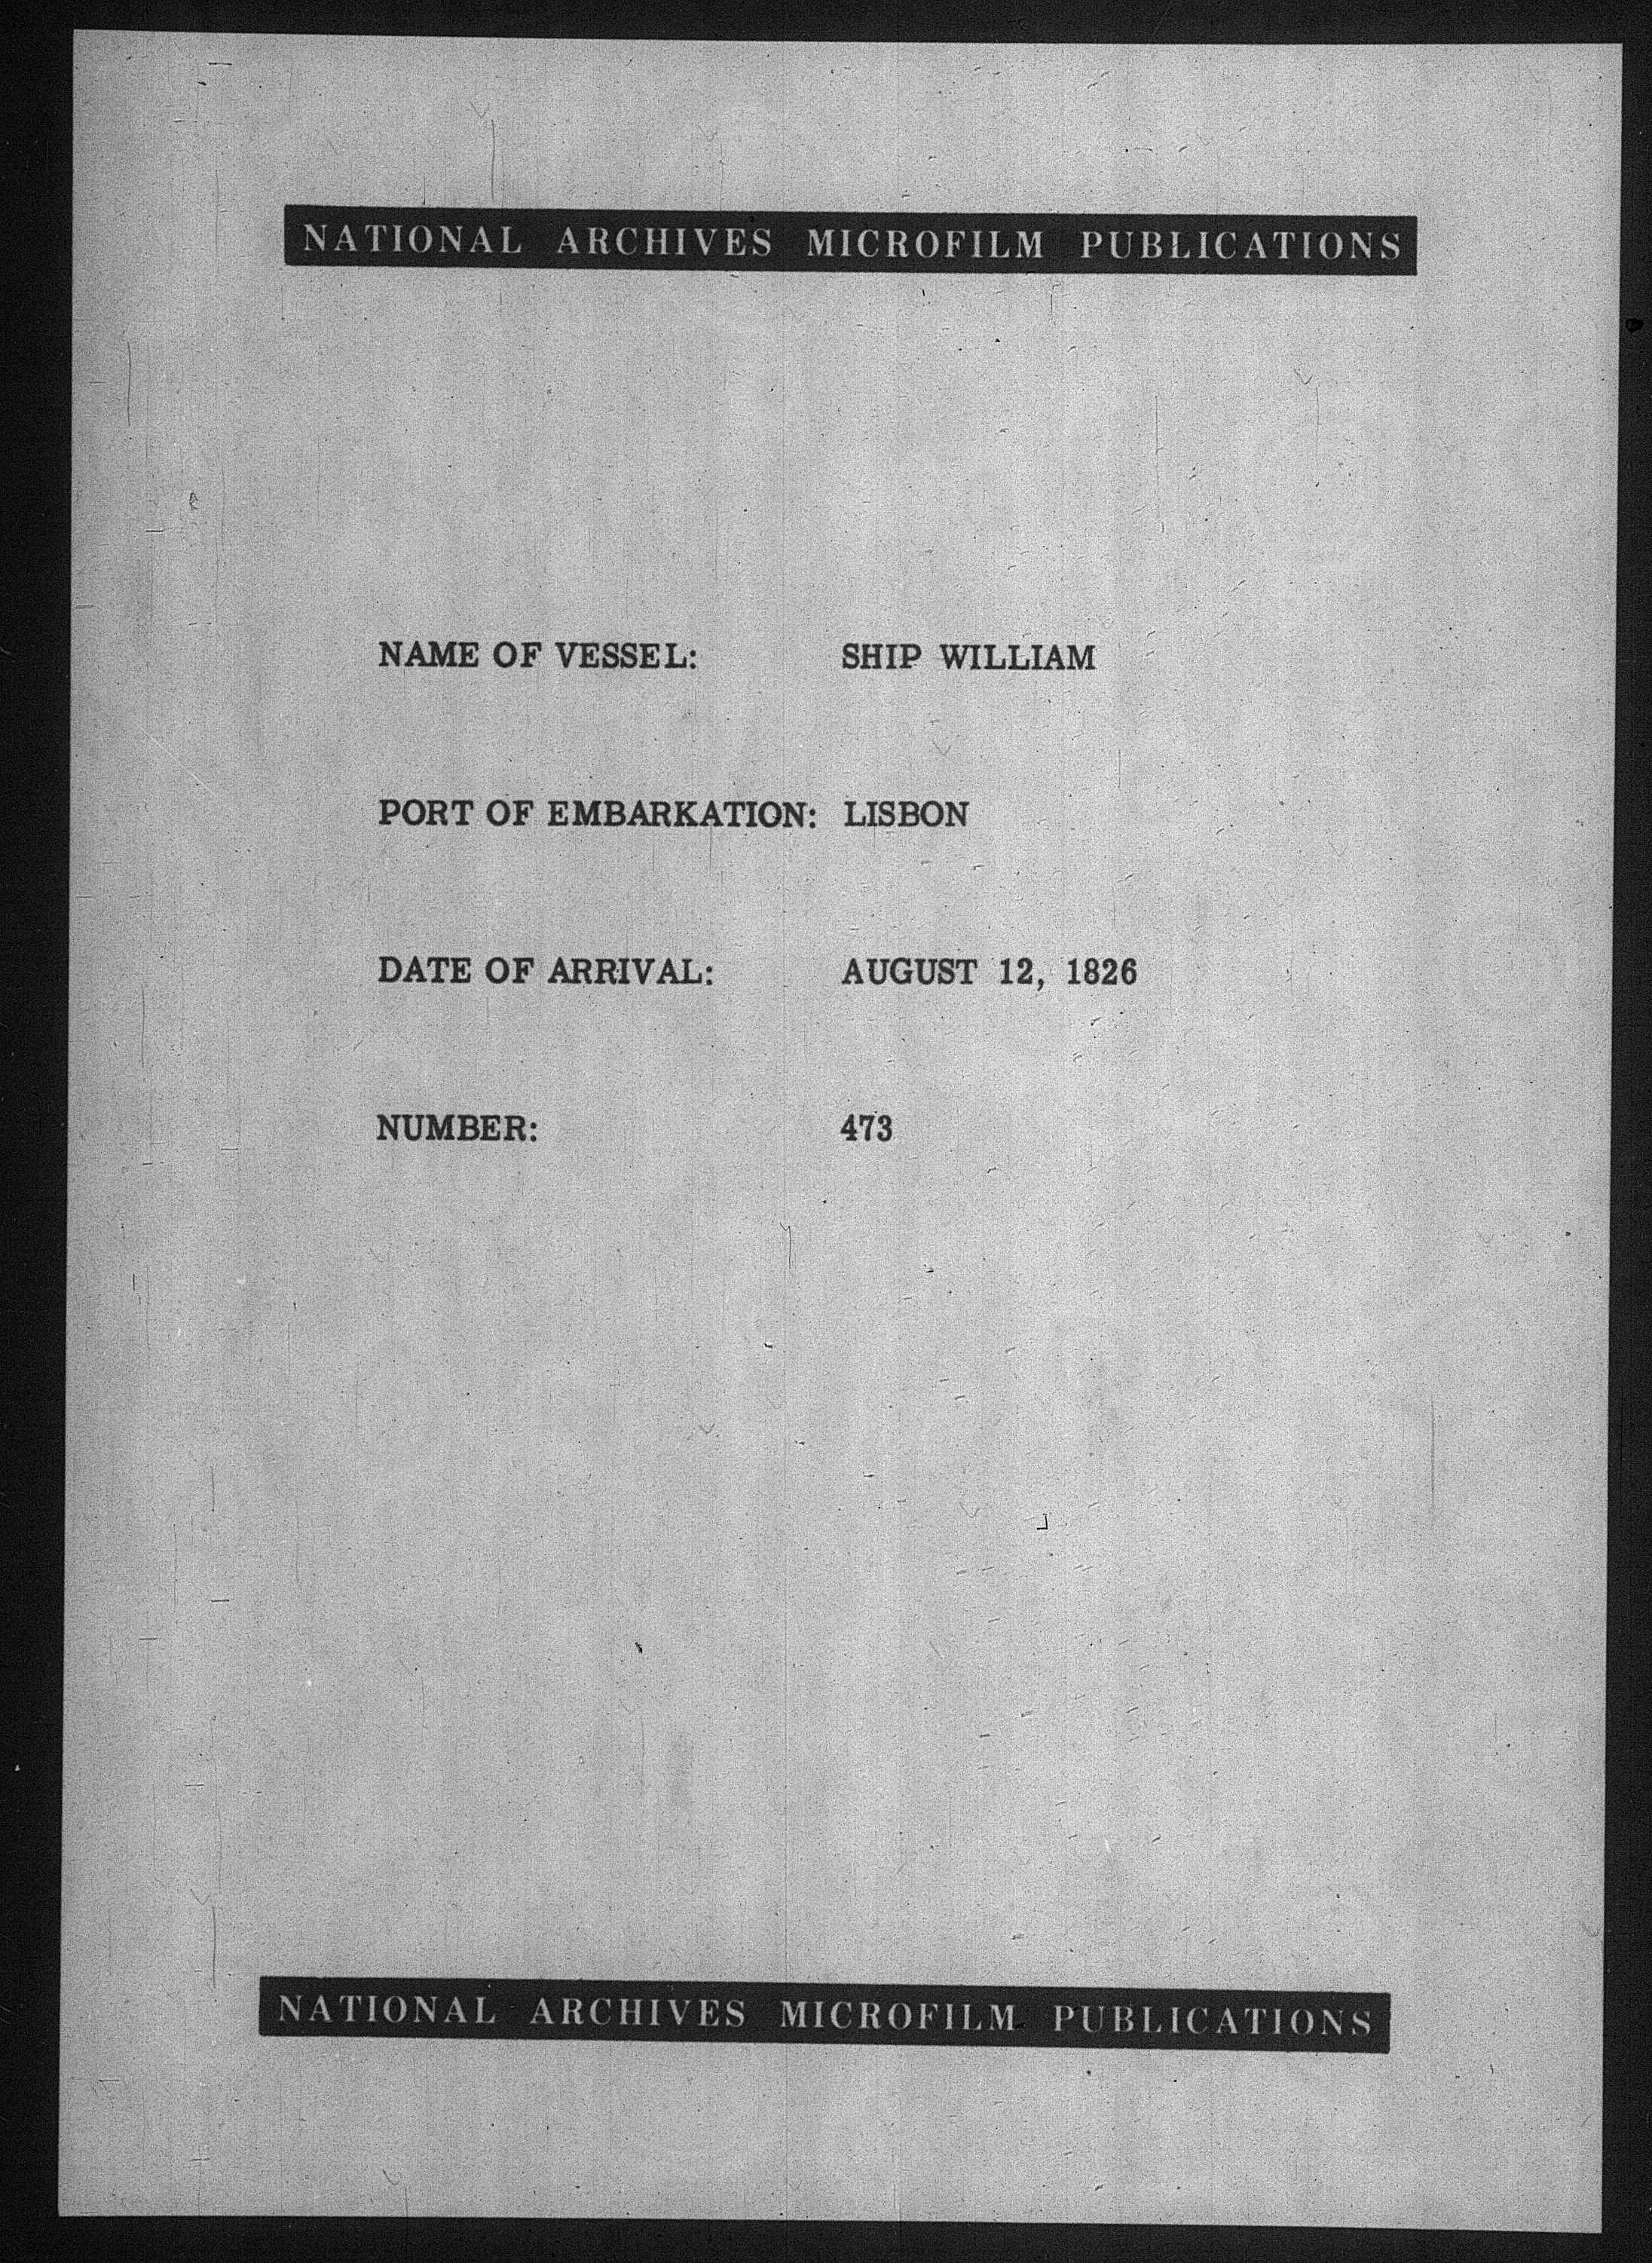 NATIONAL ARCHIVES MICROFILM PUBLICATIONS
NAME OF VESSEL: SHIP WILLIAM
PORT OF EMBARKATION: LISBON
DATE OF ARRIVAL: AUGUST 12, 1826
NUMBER: 473
NATIONAL ARCHIVES MICROFILM PUBLICATIONS